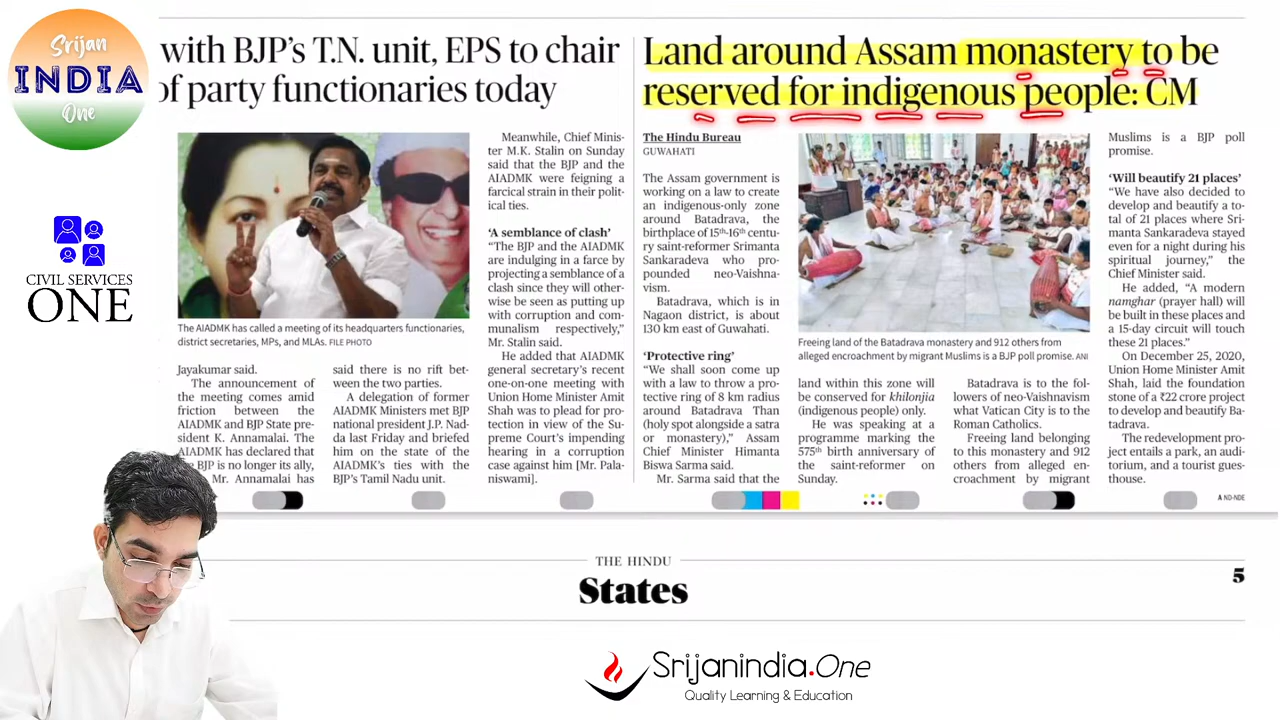 Srijan
INDIA
One
CIVIL SERVICES
ONE
with BJP’s T.N. unit, EPS to chair
of party functionaries today
The AIADMK has called a meeting of its headquarters functionaries,
district secretaries, MPs, and MLAs. FILE PHOTO
Jayakumar said.
The announcement of
the meeting comes amid
friction between the
AIADMK and BJP State pre-
sident K. Annamalai. The
AIADMK has declared that
BJP is no longer its ally,
Mr. Annamalai has
said there is no rift bet-
ween the two parties.
A delegation of former
AIADMK Ministers met BJP
national president J.P. Nad-
da last Friday and briefed
him on the state of the
AIADMK’s ties with the
BJP’s Tamil Nadu unit.
Meanwhile, Chief Minis-
ter M.K. Stalin on Sunday
said that the BJP and the
AIADMK were feigning a
farcical strain in their polit-
ical ties.
‘A semblance of clash’
“The BJP and the AIADMK
are indulging in a farce by
projecting a semblance of a
clash since they will other-
wise be seen as putting up
with corruption and com-
munalism respectively,”
Mr. Stalin said.
He added that AIADMK
general secretary’s recent
one-on-one meeting with
Union Home Minister Amit
Shah was to plead for pro-
tection in view of the Su-
preme Court’s impending
hearing in a corruption
case against him [Mr. Pala-
niswami].
Land around Assam monastery to be
reserved for indigenous people: CM
The Hindu Bureau
GUWAHATI
The Assam government is
working on a law to create
an indigenous-only zone
around Batadrava, the
birthplace of 15th-16th centu-
ry saint-reformer Srimanta
Sankaradeva who pro-
pounded neo-Vaishna-
vism.
Batadrava, which is in
Nagaon district, is about
130 km east of Guwahati.
‘Protective ring’
“We shall soon come up
with a law to throw a pro-
tective ring of 8 km radius
around Batadrava Than
(holy spot alongside a satra
or monastery),” Assam
Chief Minister Himanta
Biswa Sarma said.
Mr. Sarma said that the
Freeing land of the Batadrava monastery and 912 others from
alleged encroachment by migrant Muslims is a BJP poll promise. ANI
land within this zone will
be conserved for khilonjia
(indigenous people) only.
He was speaking at a
programme marking the
575th birth anniversary of
the saint-reformer on
Sunday.
Batadrava is to the fol-
lowers of neo-Vaishnavism
what Vatican City is to the
Roman Catholics.
Freeing land belonging
to this monastery and 912
others from alleged en-
croachment by migrant
Muslims is a BJP poll
promise.
‘Will beautify 21 places’
“We have also decided to
develop and beautify a to-
tal of 21 places where Sri-
manta Sankaradeva stayed
even for a night during his
spiritual journey,” the
Chief Minister said.
He added, “A modern
namghar (prayer hall) will
be built in these places and
a 15-day circuit will touch
these 21 places.”
On December 25, 2020,
Union Home Minister Amit
Shah, laid the foundation
stone of a ₹22 crore project
to develop and beautify Ba-
tadrava.
The redevelopment pro-
ject entails a park, an audi-
torium, and a tourist gues-
thouse.
A ND-NDE
THE HINDU
States
5
Srijanindia.One
Quality Learning & Education